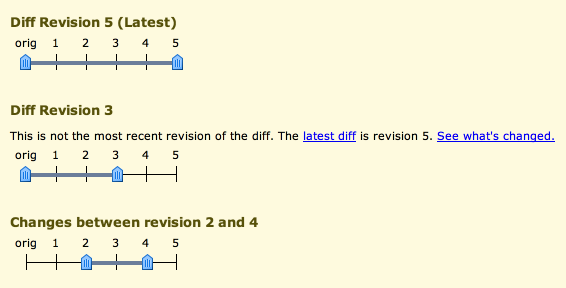 Diff Revision 5 (Latest)
orig 1 2 3 4 5
Diff Revision 3
This is not the most recent revision of the diff. The latest diff is revision 5. See what's changed.
orig 1 2 3 4 5
Changes between revision 2 and 4
orig 1 2 3 4 5